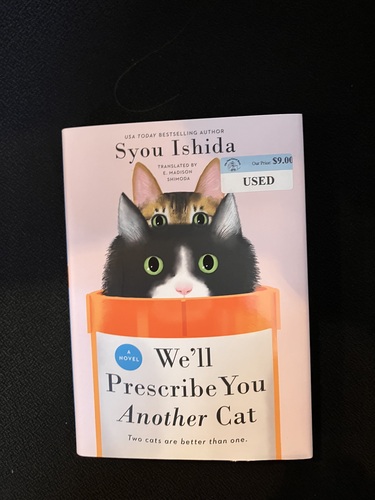 USA TODAY BESTSELLING AUTHOR
Syou Ishida
TRANSLATED BY
E. MADISON
SHIMODA
Our Price: $9.00
USED
A
NOVEL
We'll
Prescribe You
Another Cat
Two cats are better than one.